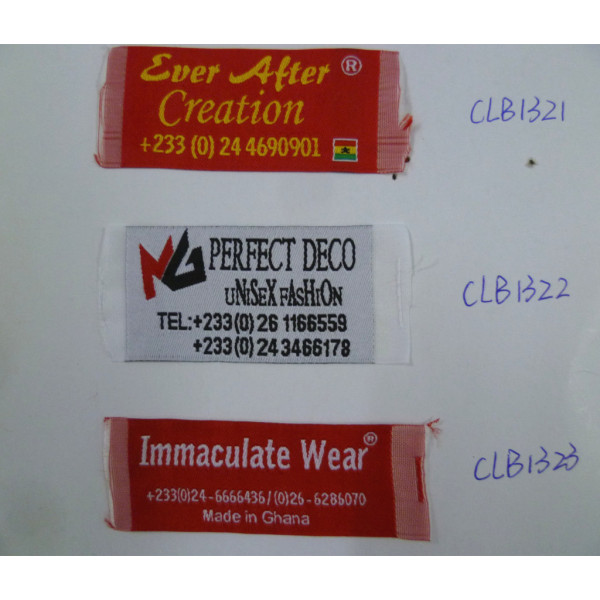 Ever After ®
Creation
+233 (0) 24 4690901
CLB1321
NG PERFECT DECO
UNiSEX FASHION
TEL:+233(0) 26 1166559
+233(0) 24 3466178
CLB1322
Immaculate Wear®
+233(0)24-6666436/(0)26-6286070
Made in Ghana
CLB1323